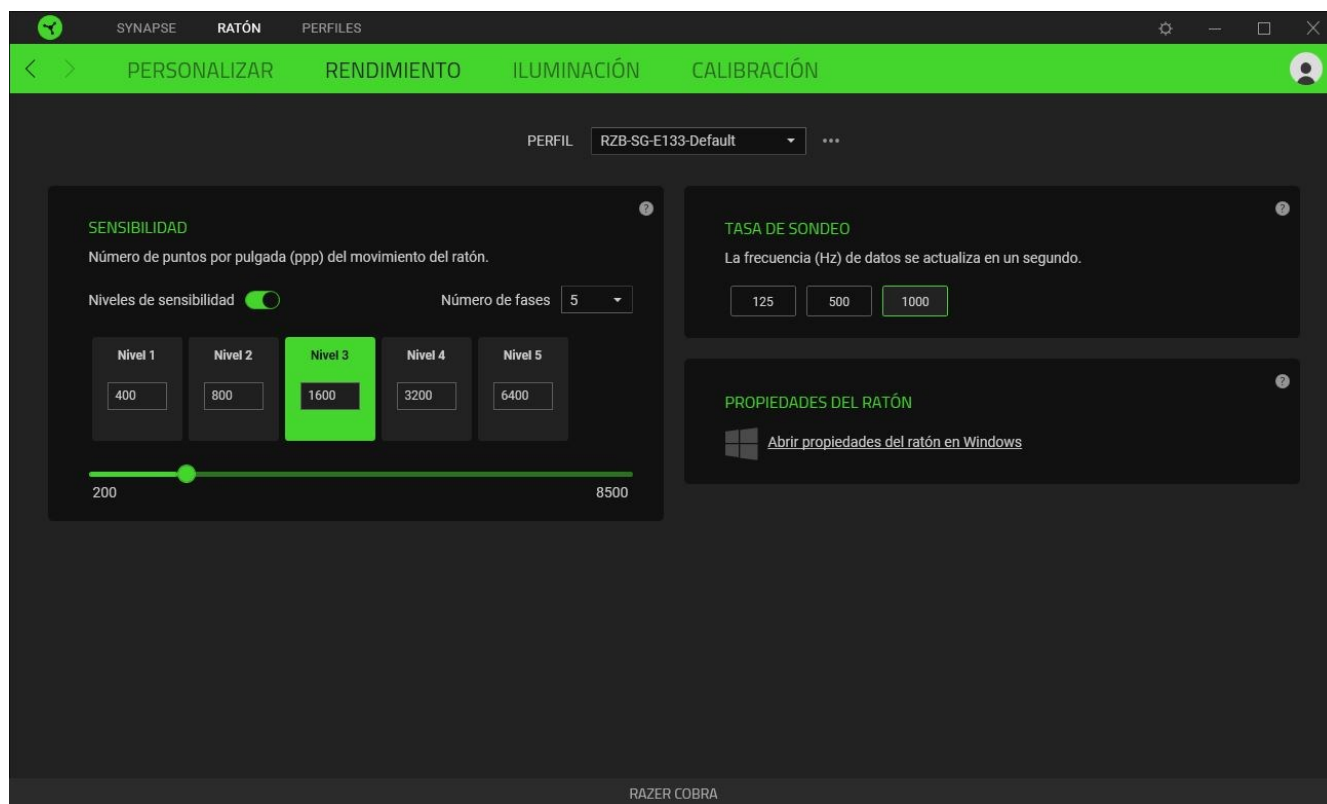 SYNAPSE RATÓN PERFILES
PERSONALIZAR RENDIMIENTO ILUMINACIÓN CALIBRACIÓN
PERFIL RZB-SG-E133-Default
SENSIBILIDAD
Número de puntos por pulgada (ppp) del movimiento del ratón.
Niveles de sensibilidad Número de fases 5
Nivel 1 Nivel 2 Nivel 3 Nivel 4 Nivel 5
400 800 1600 3200 6400
200 8500
TASA DE SONDEO
La frecuencia (Hz) de datos se actualiza en un segundo.
125 500 1000
PROPIEDADES DEL RATÓN
Abrir propiedades del ratón en Windows
RAZER COBRA